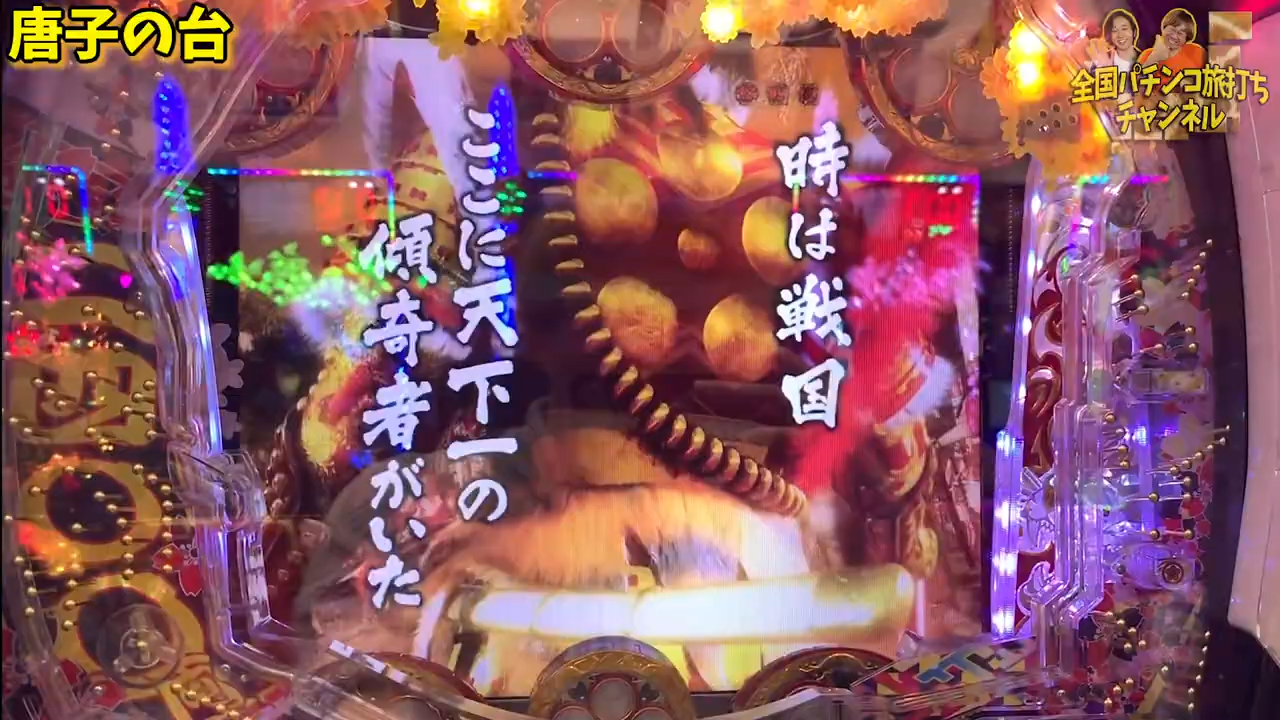 唐子の台
全国パチンコ旅打ち
チャンネル
時は戦国
ここに天下一の
傾奇者がいた